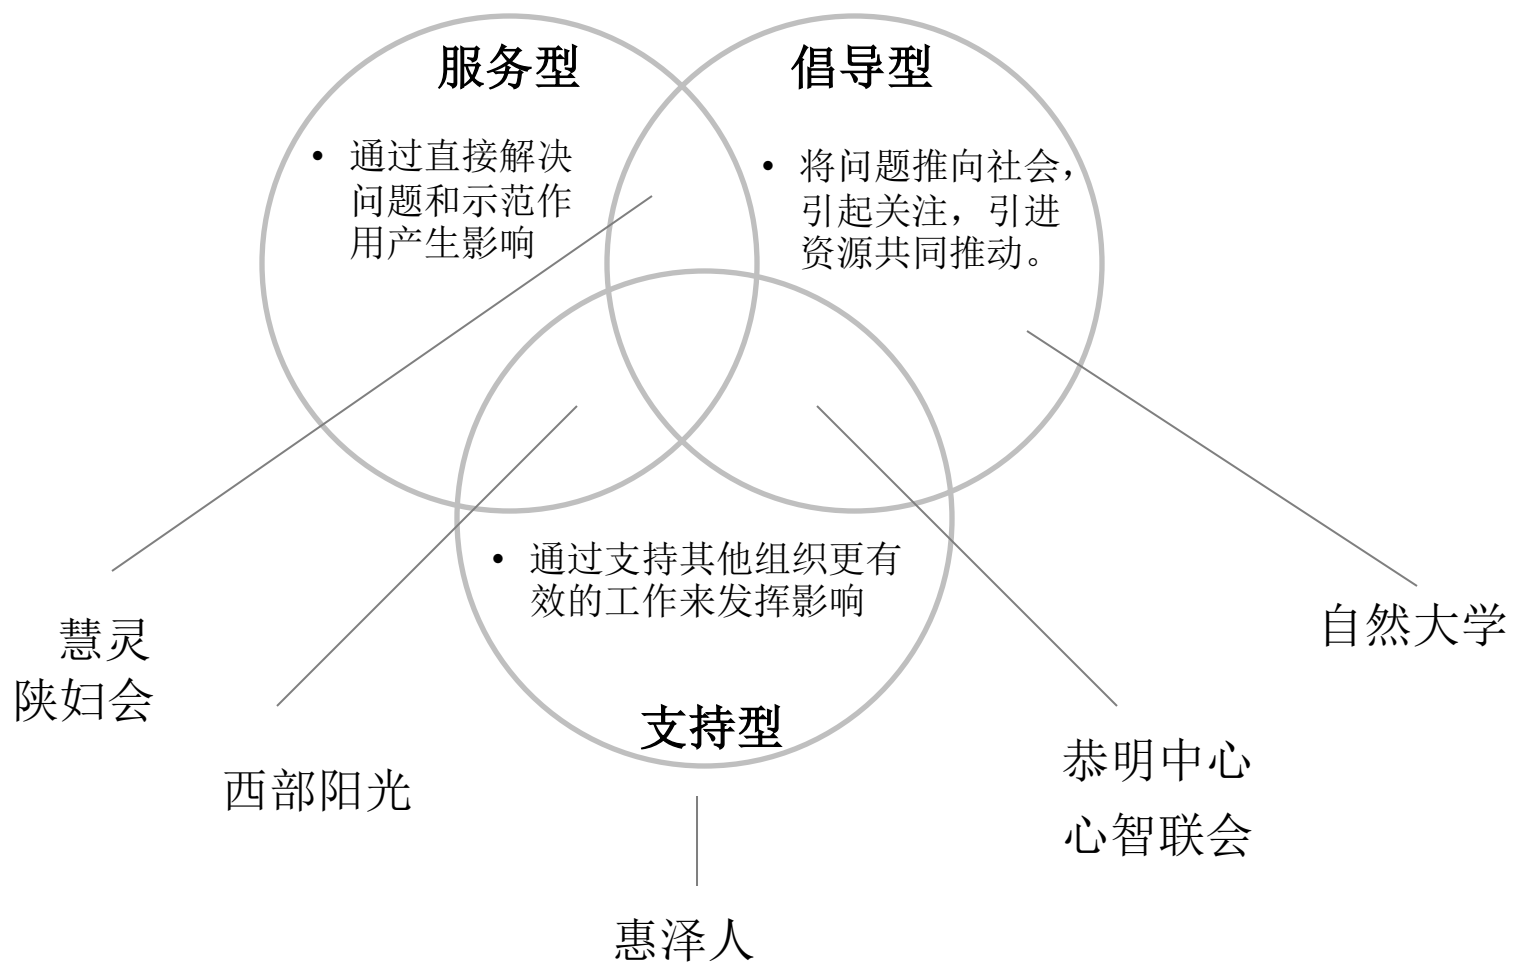 服务型
• 通过直接解决
问题和示范作
用产生影响
倡导型
• 将问题推向社会，
引起关注，引进
资源共同推动。
• 通过支持其他组织更有
效的工作来发挥影响
支持型
慧灵
陕妇会
西部阳光
惠泽人
恭明中心
心智联会
自然大学